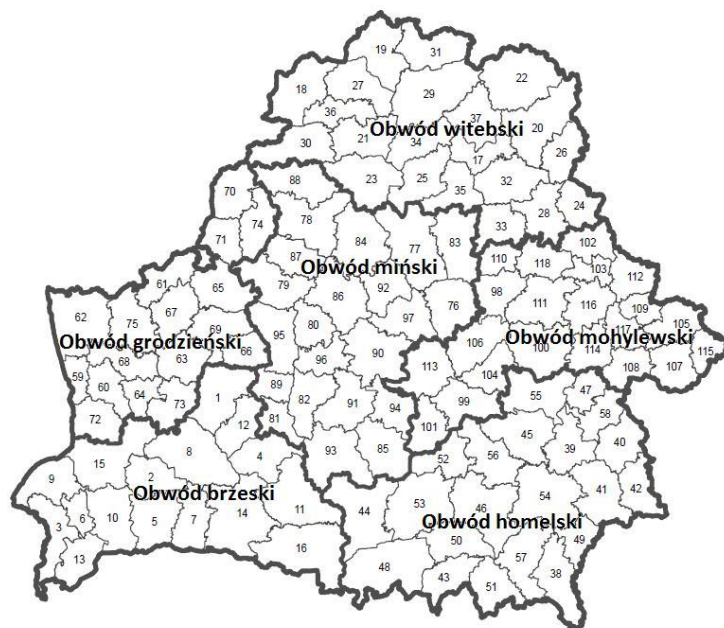 19 31
22
18 27 29
36 37
Obwód witebski
30 21 34 20
17 26
88 23 25 35 32
70 28 24
78 33
74
71 84 77 83 102
87 110 118 103
Obwód miński
61 65 79 86 92 98 112
62 75 67 76 111 116 109
97 105
95 80 106 117
Obwód grodzieński
Obwód mohylewski
69 66 100 114 115
68 63 96 90 113 108 107
59 60 89 104
64 7 73 1 82 91 94 99 55 47
72 81 101 58
12
8 4 93 85 52 56 45 39 40
15
9 2
Obwód brzeski
44 53 46 54 41 42
3 6 10 5 7 14 11
Obwód homelski
50 49
16 57
13 48 43 51 38